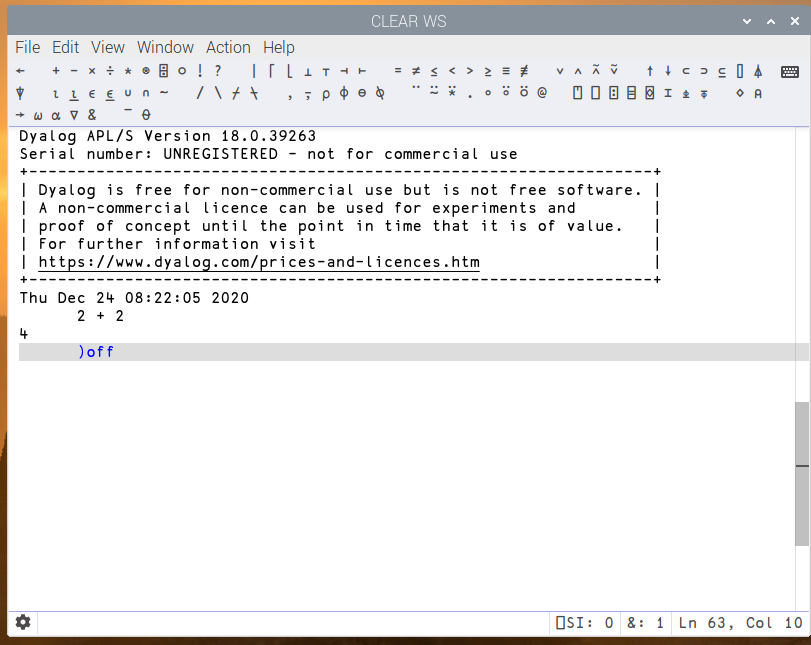 CLEAR WS
File Edit View Window Action Help
← + - × ÷ * ⍟ ⌹ ○ ! ? | ⌈ ⌊ ⊥ ⊤ ⊣ ⊢ = ≠ ≤ < > ≥ ≡ ≢ ∨ ∧ ⍲ ⍱ ↑ ↓ ⊂ ⊃ ⊆ ⌷ ⍋
⍒ ⍳ ⍸ ∊ ⍷ ∪ ∩ ~ / \ ⌿ ⍀ , ⍪ ⍴ ⌽ ⊖ ⍉ ¨ ⍨ ⍣ . ∘ ⍤ ⍥ @ ⍞ ⎕ ⍠ ⌸ ⌺ ⌶ ⍎ ⍕ ⋄ ⍝
→ ⍵ ⍺ ∇ & ¯ ⍬
Dyalog APL/S Version 18.0.39263
Serial number: UNREGISTERED - not for commercial use
+-------------------------------------------------------------------+
| Dyalog is free for non-commercial use but is not free software. |
| A non-commercial licence can be used for experiments and |
| proof of concept until the point in time that it is of value. |
| For further information visit |
| https://www.dyalog.com/prices-and-licences.htm |
+-------------------------------------------------------------------+
Thu Dec 24 08:22:05 2020
2 + 2
4
)off
⎕SI: 0 &: 1 Ln 63, Col 10